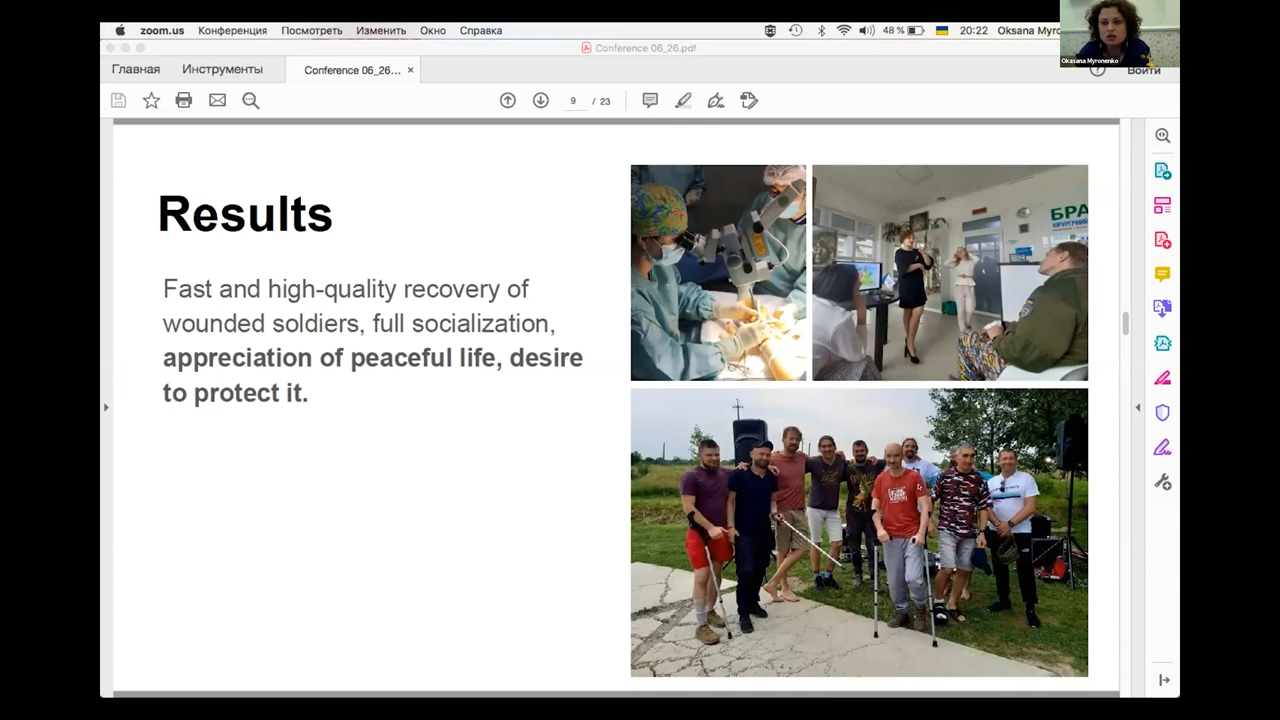 zoom.us Конференция Посмотреть Изменить Окно Справка 48 % 20:22 Oksana Myro
Okasana Myronenko
Conference 06_26.pdf
Главная Инструменты Conference 06_26... × Войти
9 / 23
Results
Fast and high-quality recovery of
wounded soldiers, full socialization,
appreciation of peaceful life, desire
to protect it.
БРА